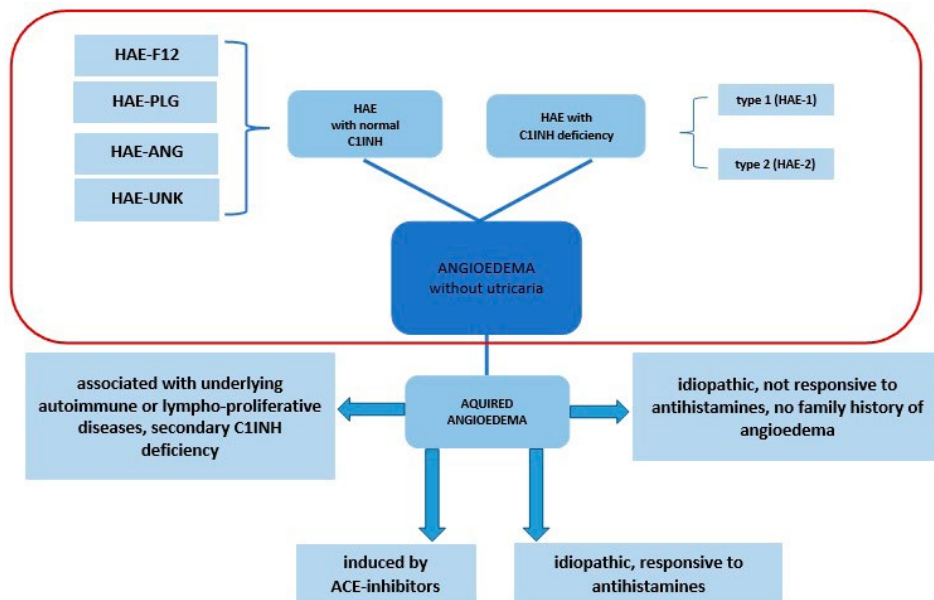 HAE-F12
HAE-PLG
HAE-ANG
HAE-UNK
HAE
with normal
C1INH
HAE with
C1INH deficiency
type 1 (HAE-1)
type 2 (HAE-2)
ANGIOEDEMA
without utricaria
associated with underlying
autoimmune or lympho-proliferative
diseases, secondary C1INH
deficiency
AQUIRED
ANGIOEDEMA
idiopathic, not responsive to
antihistamines, no family history of
angioedema
induced by
ACE-inhibitors
idiopathic, responsive to
antihistamines